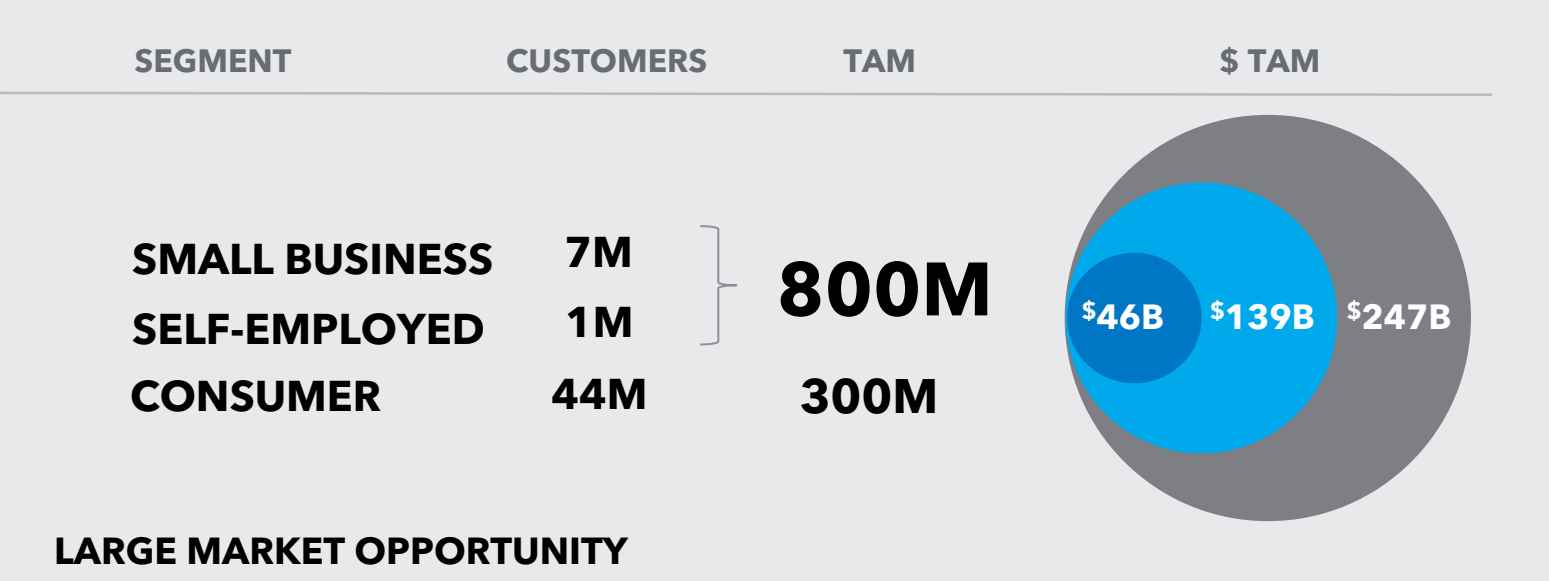 SEGMENT CUSTOMERS TAM $ TAM
SMALL BUSINESS 7M
800M
SELF-EMPLOYED 1M
$46B $139B $247B
CONSUMER 44M 300M
LARGE MARKET OPPORTUNITY